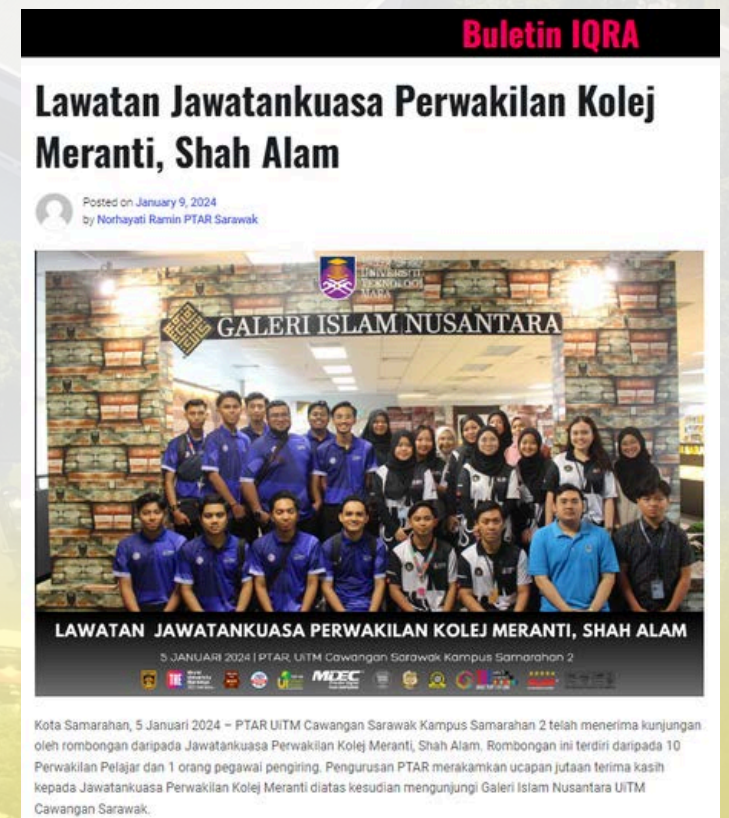 Buletin IQRA
Lawatan Jawatankuasa Perwakilan Kolej
Meranti, Shah Alam
Posted on January 9, 2024
by Norhayati Ramin PTAR Sarawak
UNIVERSITI
TEKNOLOGI
MARA
GALERI ISLAM NUSANTARA
LAWATAN JAWATANKUASA PERWAKILAN KOLEJ MERANTI, SHAH ALAM
5 JANUARI 2024 | PTAR, UiTM Cawangan Sarawak Kampus Samarahan 2
THE
MDEC
Kota Samarahan, 5 Januari 2024 – PTAR UiTM Cawangan Sarawak Kampus Samarahan 2 telah menerima kunjungan
oleh rombongan daripada Jawatankuasa Perwakilan Kolej Meranti, Shah Alam. Rombongan ini terdiri daripada 10
Perwakilan Pelajar dan 1 orang pegawai pengiring. Pengurusan PTAR merakamkan ucapan jutaan terima kasih
kepada Jawatankuasa Perwakilan Kolej Meranti diatas kesudian mengunjungi Galeri Islam Nusantara UiTM
Cawangan Sarawak.